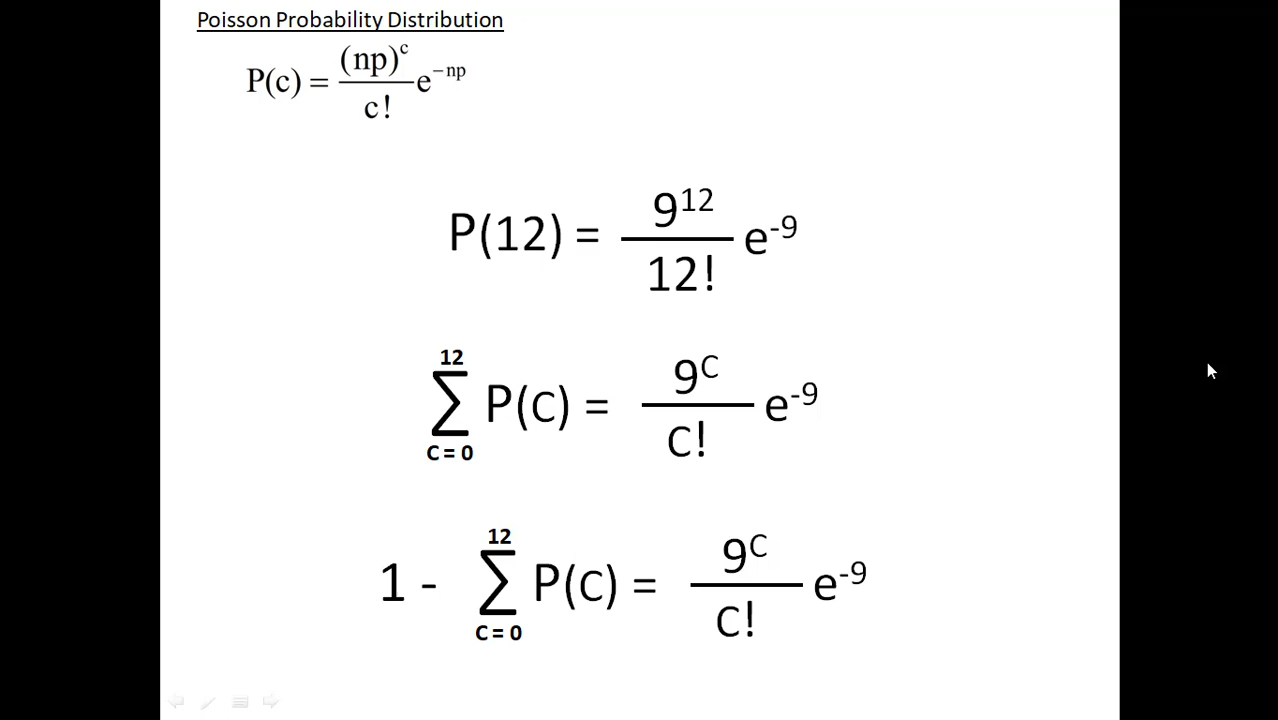 Poisson Probability Distribution
P(c) = (np)^c / c! e^-np
P(12) = 9^12 / 12! e^-9
12 ∑ C = 0 P(C) = 9^C / C! e^-9
1 - 12 ∑ C = 0 P(C) = 9^C / C! e^-9